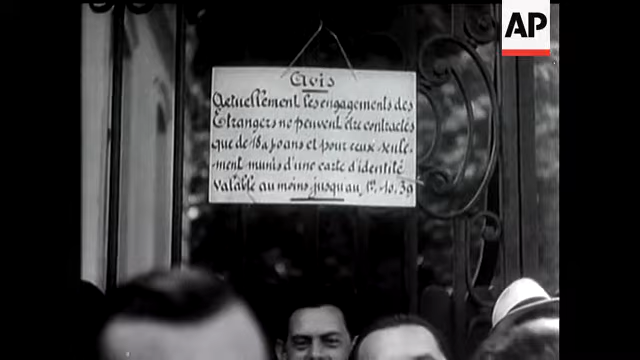 AP
Avis
Actuellement les engagements des
Etrangers ne peuvent être contractés
que de 18 a 40 ans et pour ceux seule-
-ment munis d'une carte d'identité
valable au moins jusqu'au 1er-10.39